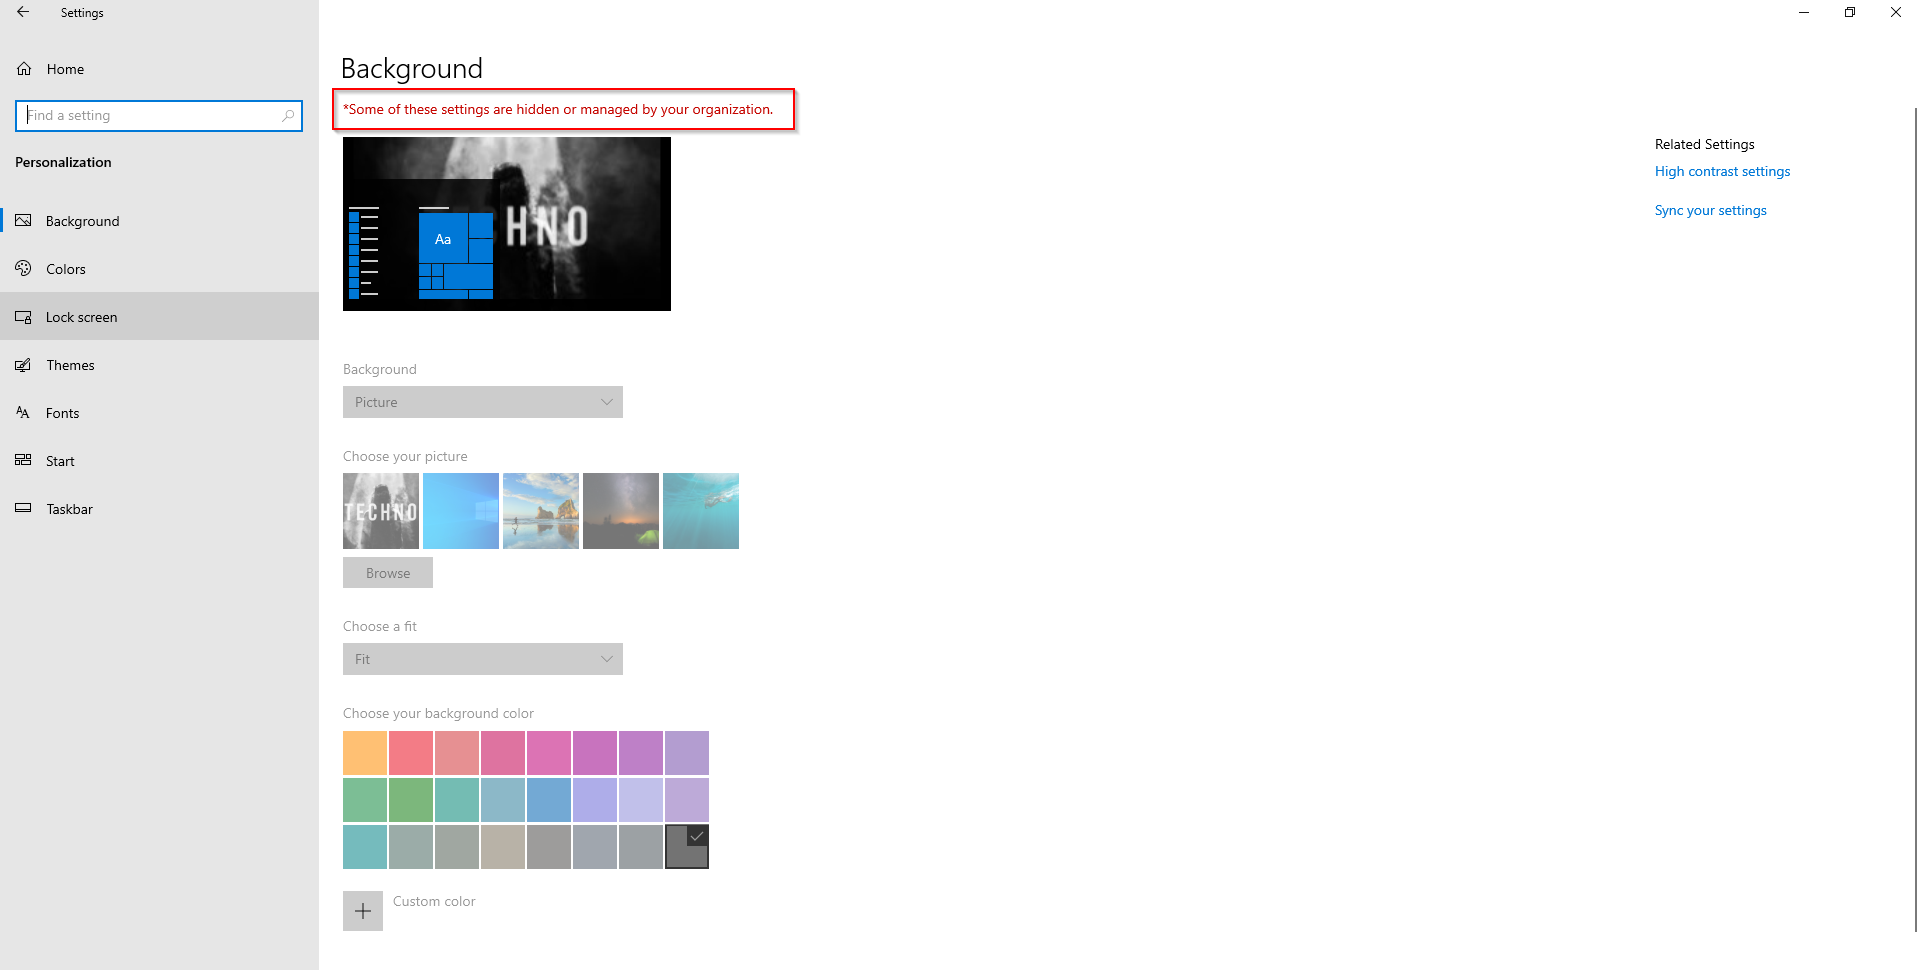 Settings
Home
Find a setting
Personalization
Background
Colors
Lock screen
Themes
Fonts
Start
Taskbar
Background
*Some of these settings are hidden or managed by your organization.
Aa
HNO
Background
Picture
Choose your picture
TECHNO
Browse
Choose a fit
Fit
Choose your background color
Custom color
Related Settings
High contrast settings
Sync your settings